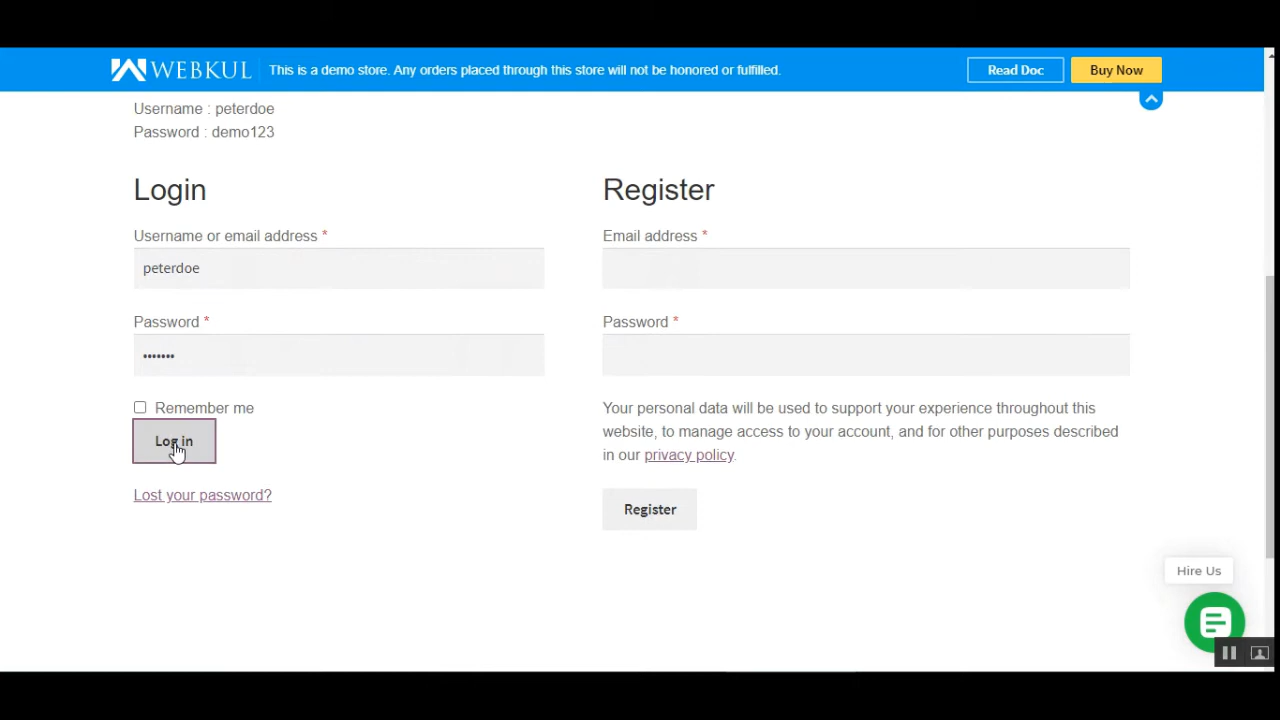 WEBKUL
This is a demo store. Any orders placed through this store will not be honored or fulfilled.
Read Doc
Buy Now
Username : peterdoe
Password : demo123
Login
Username or email address *
peterdoe
Password *
•••••••
Remember me
Log in
Lost your password?
Register
Email address *
Password *
Your personal data will be used to support your experience throughout this
website, to manage access to your account, and for other purposes described
in our privacy policy.
Register
Hire Us